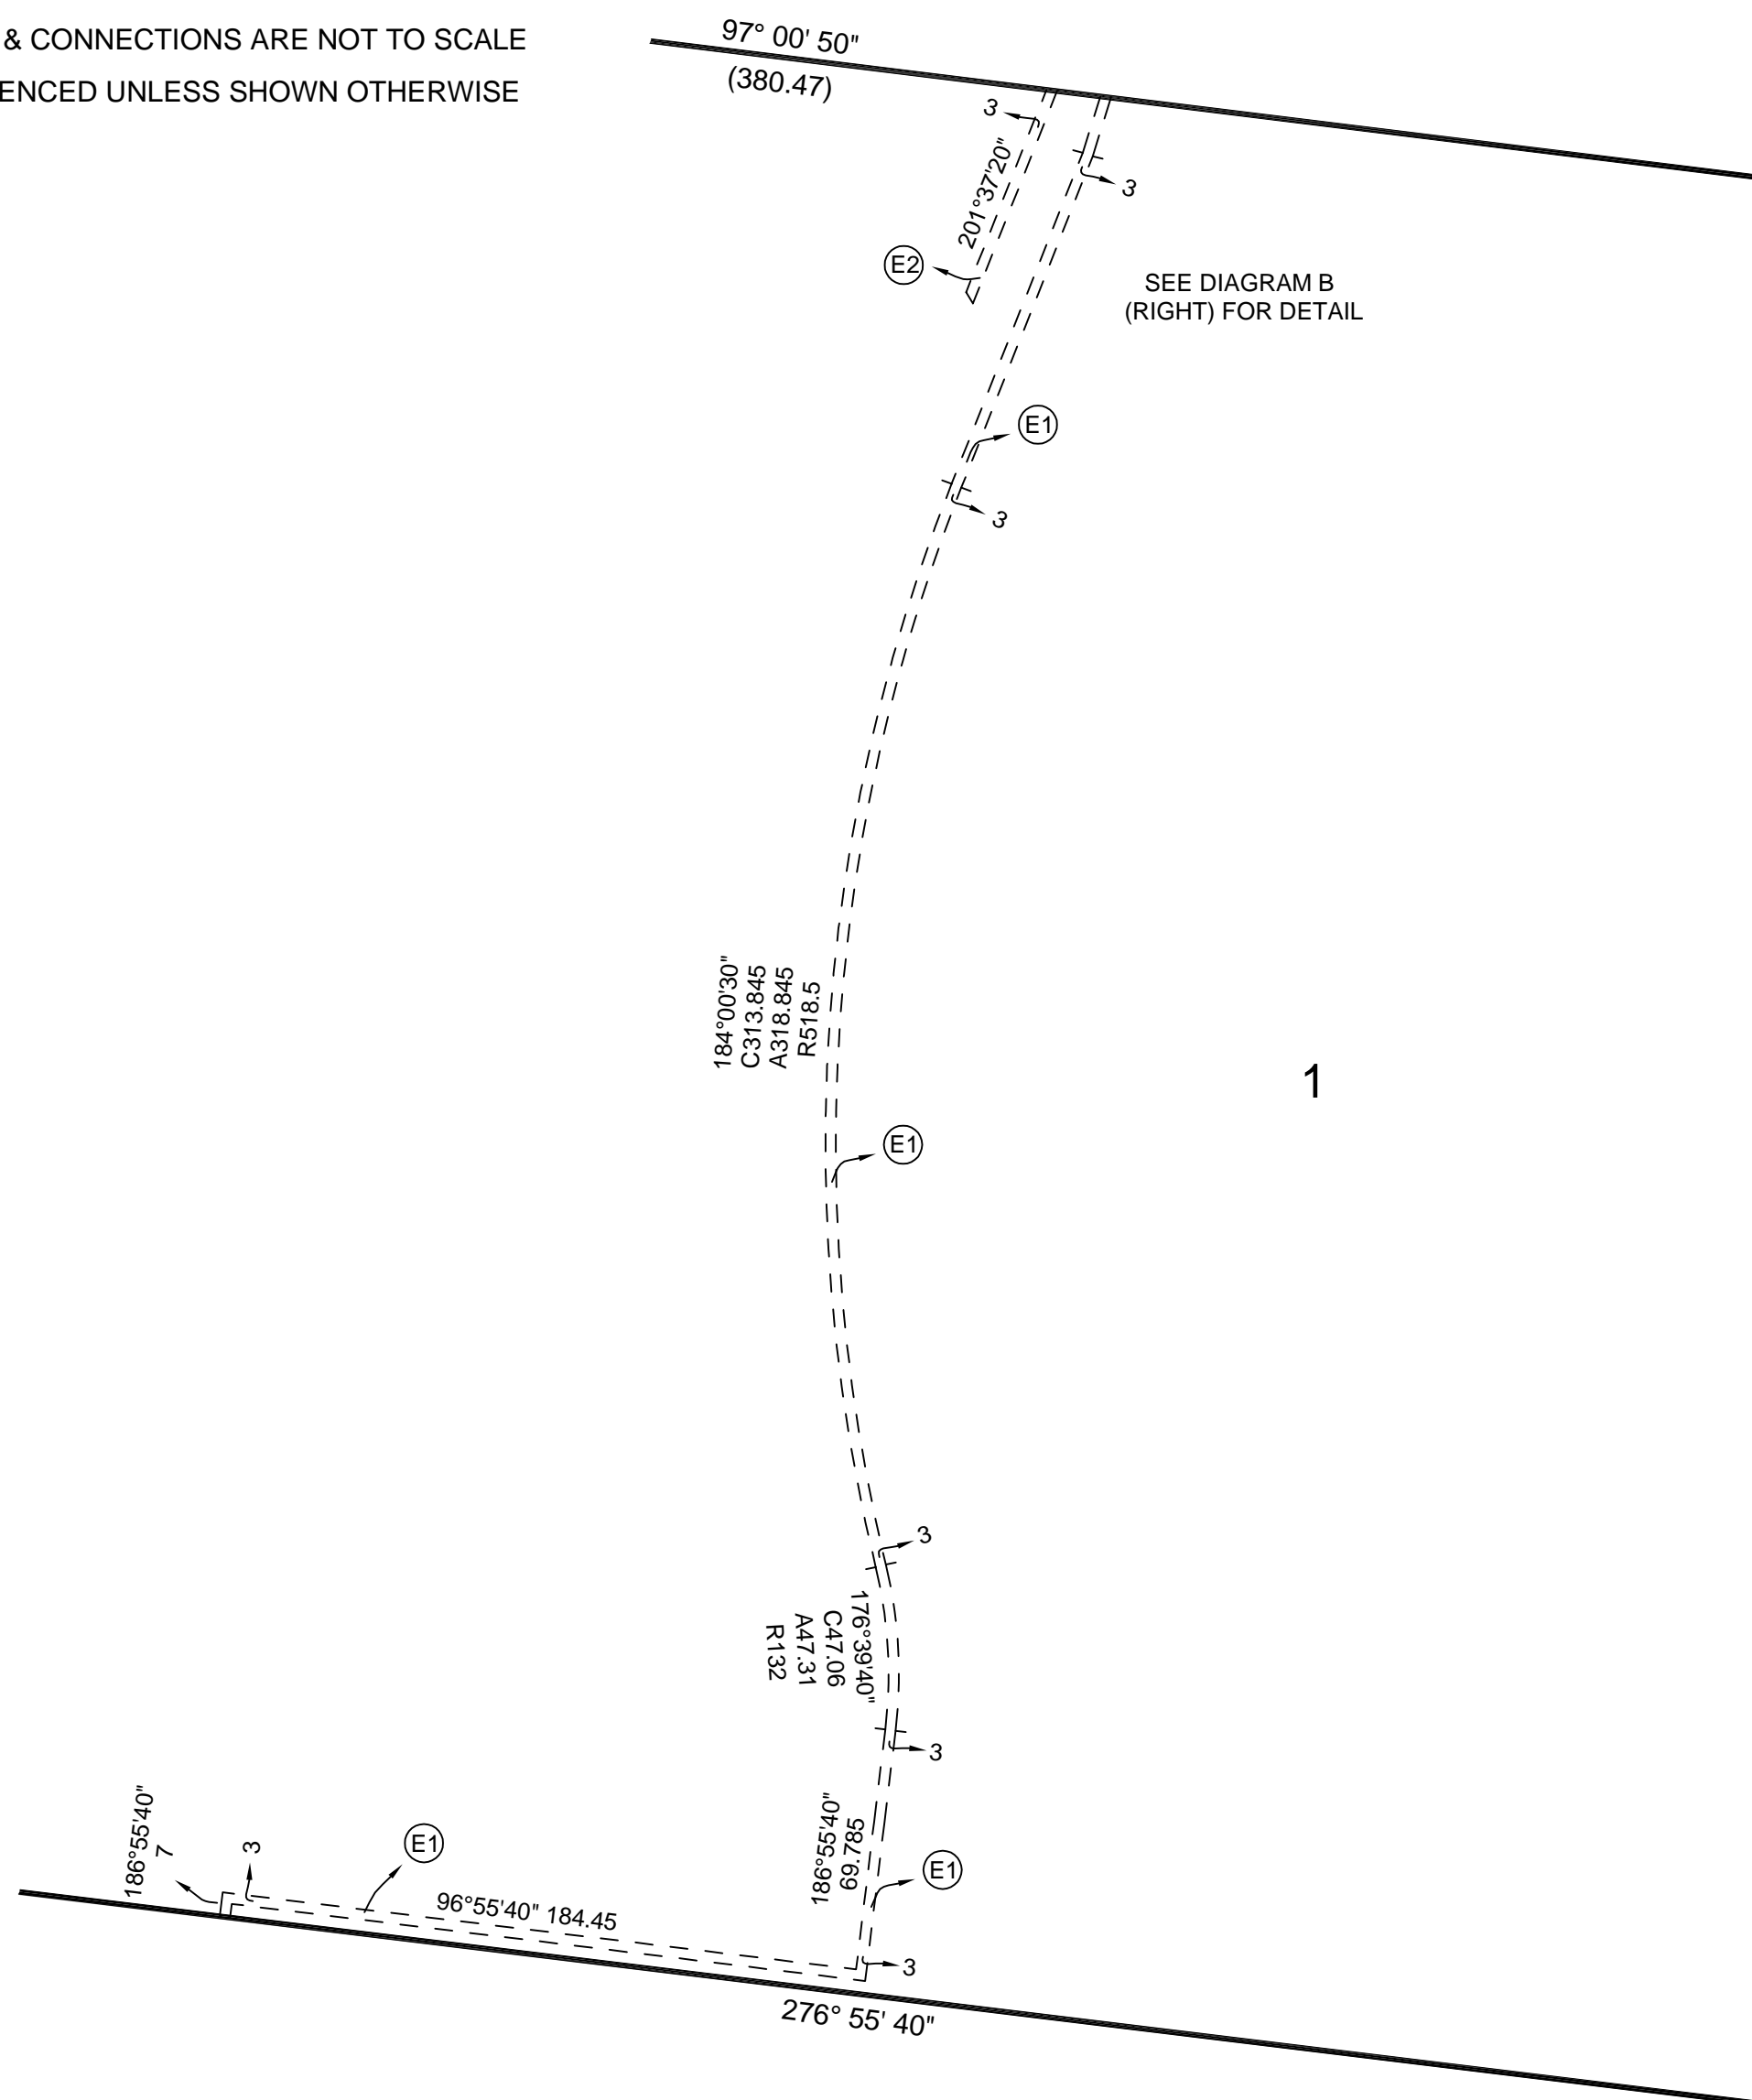 & CONNECTIONS ARE NOT TO SCALE
ENCED UNLESS SHOWN OTHERWISE
97° 00' 50"
(380.47)
3
3
201°37'20"
E2
SEE DIAGRAM B
(RIGHT) FOR DETAIL
E1
3
184°00'30"
C313.845
A318.845
R518.5
1
E1
3
176°39'40"
C47.06
A47.31
R132
3
186°55'40"
69.785
186°55'40"
7
3
E1
E1
96°55'40" 184.45
3
276° 55' 40"